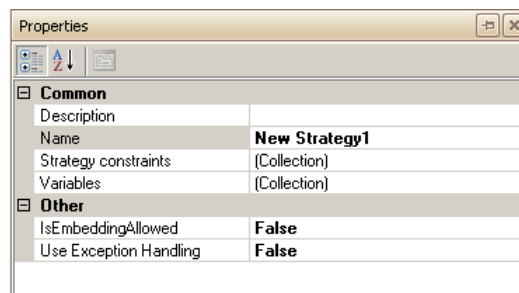 Properties
Common
Description
Name New Strategy1
Strategy constraints (Collection)
Variables (Collection)
Other
IsEmbeddingAllowed False
Use Exception Handling False